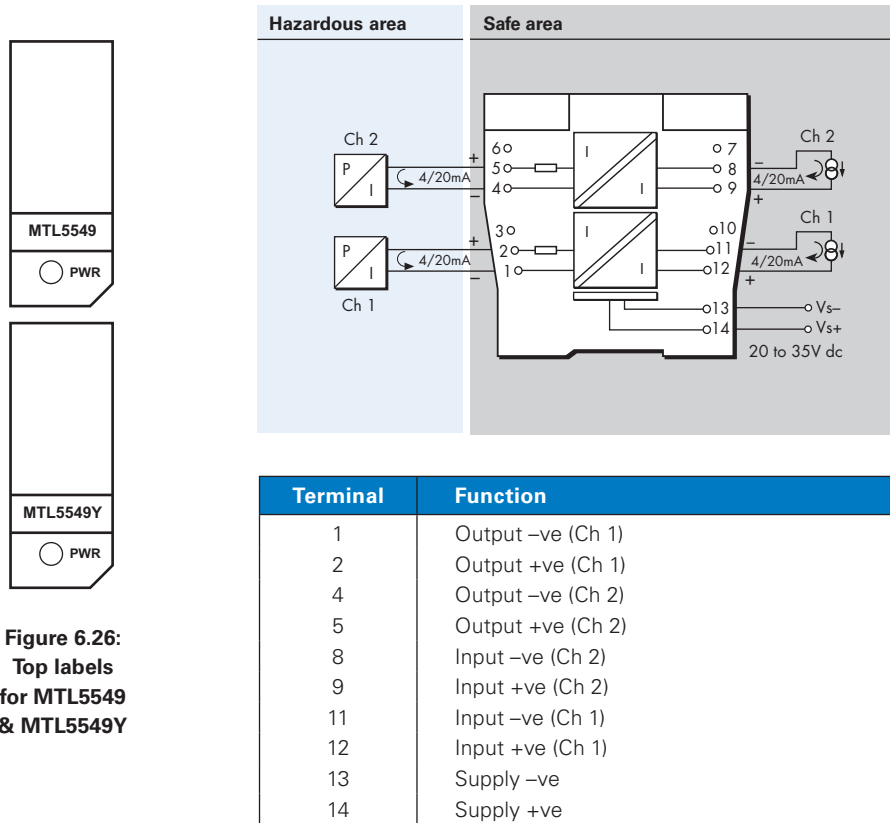 Hazardous area
Safe area
Ch 2
P
I
4/20mA
+
–
6
5
4
I
I
7
8
9
–
4/20mA
+
Ch 2
P
I
4/20mA
+
–
Ch 1
3
2
1
I
I
10
11
12
Ch 1
–
4/20mA
+
13
Vs–
14
Vs+
20 to 35V dc
MTL5549
PWR
MTL5549Y
PWR
Figure 6.26:
Top labels
for MTL5549
& MTL5549Y
Terminal Function
1 Output –ve (Ch 1)
2 Output +ve (Ch 1)
4 Output –ve (Ch 2)
5 Output +ve (Ch 2)
8 Input –ve (Ch 2)
9 Input +ve (Ch 2)
11 Input –ve (Ch 1)
12 Input +ve (Ch 1)
13 Supply –ve
14 Supply +ve